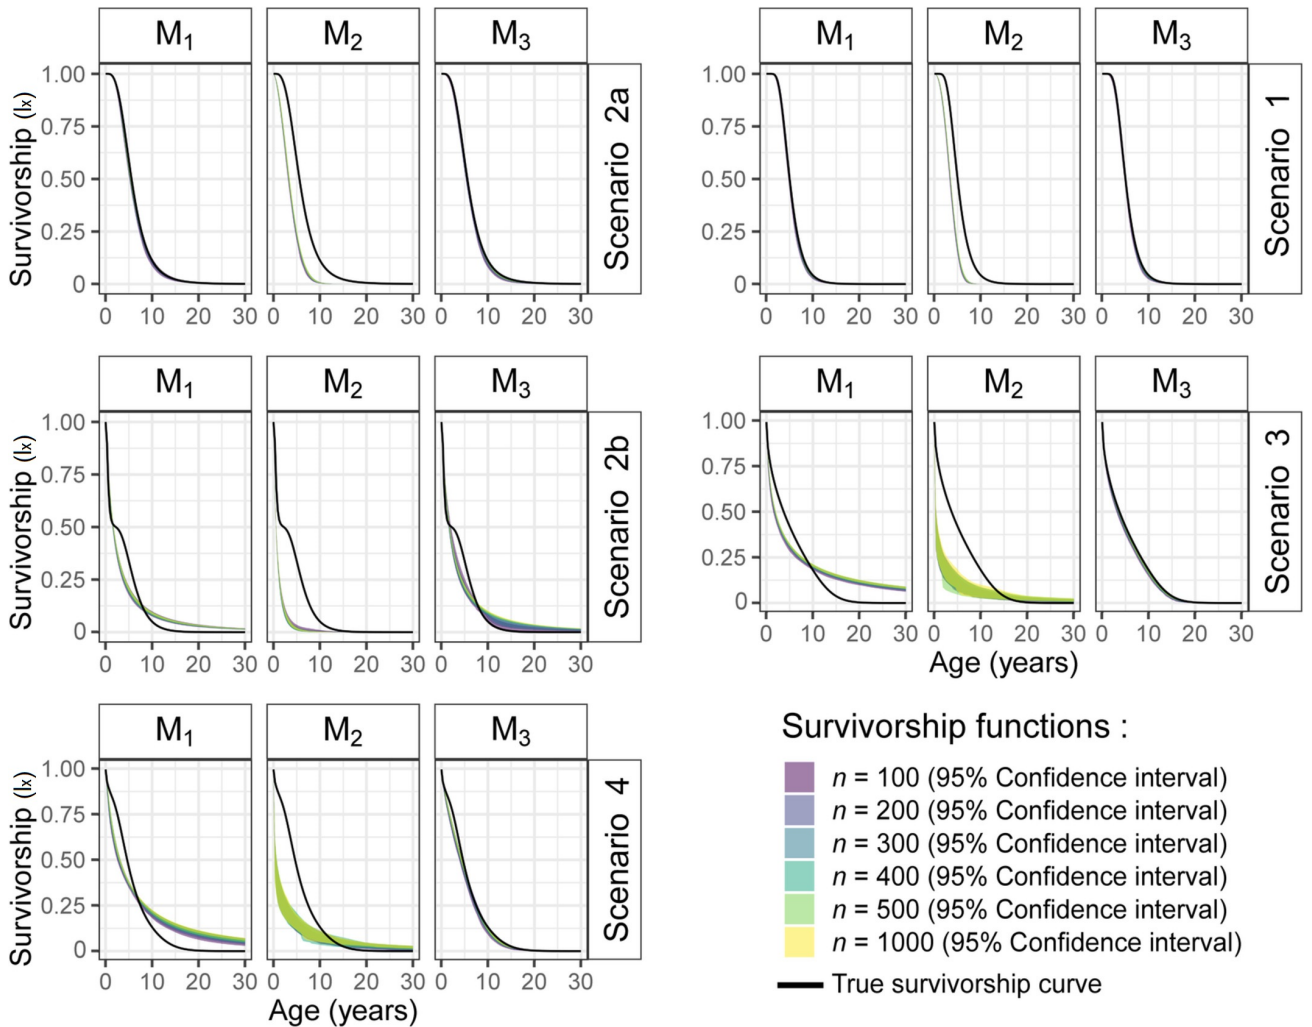 M1 M2 M3
Survivorship (lx)
1.00
0.75
0.50
0.25
0
0 10 20 30 0 10 20 30 0 10 20 30
Scenario 2a
M1 M2 M3
1.00
0.75
0.50
0.25
0
0 10 20 30 0 10 20 30 0 10 20 30
Scenario 1
M1 M2 M3
Survivorship (lx)
1.00
0.75
0.50
0.25
0
0 10 20 30 0 10 20 30 0 10 20 30
Scenario 2b
M1 M2 M3
1.00
0.75
0.50
0.25
0
0 10 20 30 0 10 20 30 0 10 20 30
Age (years)
Scenario 3
M1 M2 M3
Survivorship (lx)
1.00
0.75
0.50
0.25
0
0 10 20 30 0 10 20 30 0 10 20 30
Age (years)
Scenario 4
Survivorship functions :
n = 100 (95% Confidence interval)
n = 200 (95% Confidence interval)
n = 300 (95% Confidence interval)
n = 400 (95% Confidence interval)
n = 500 (95% Confidence interval)
n = 1000 (95% Confidence interval)
True survivorship curve